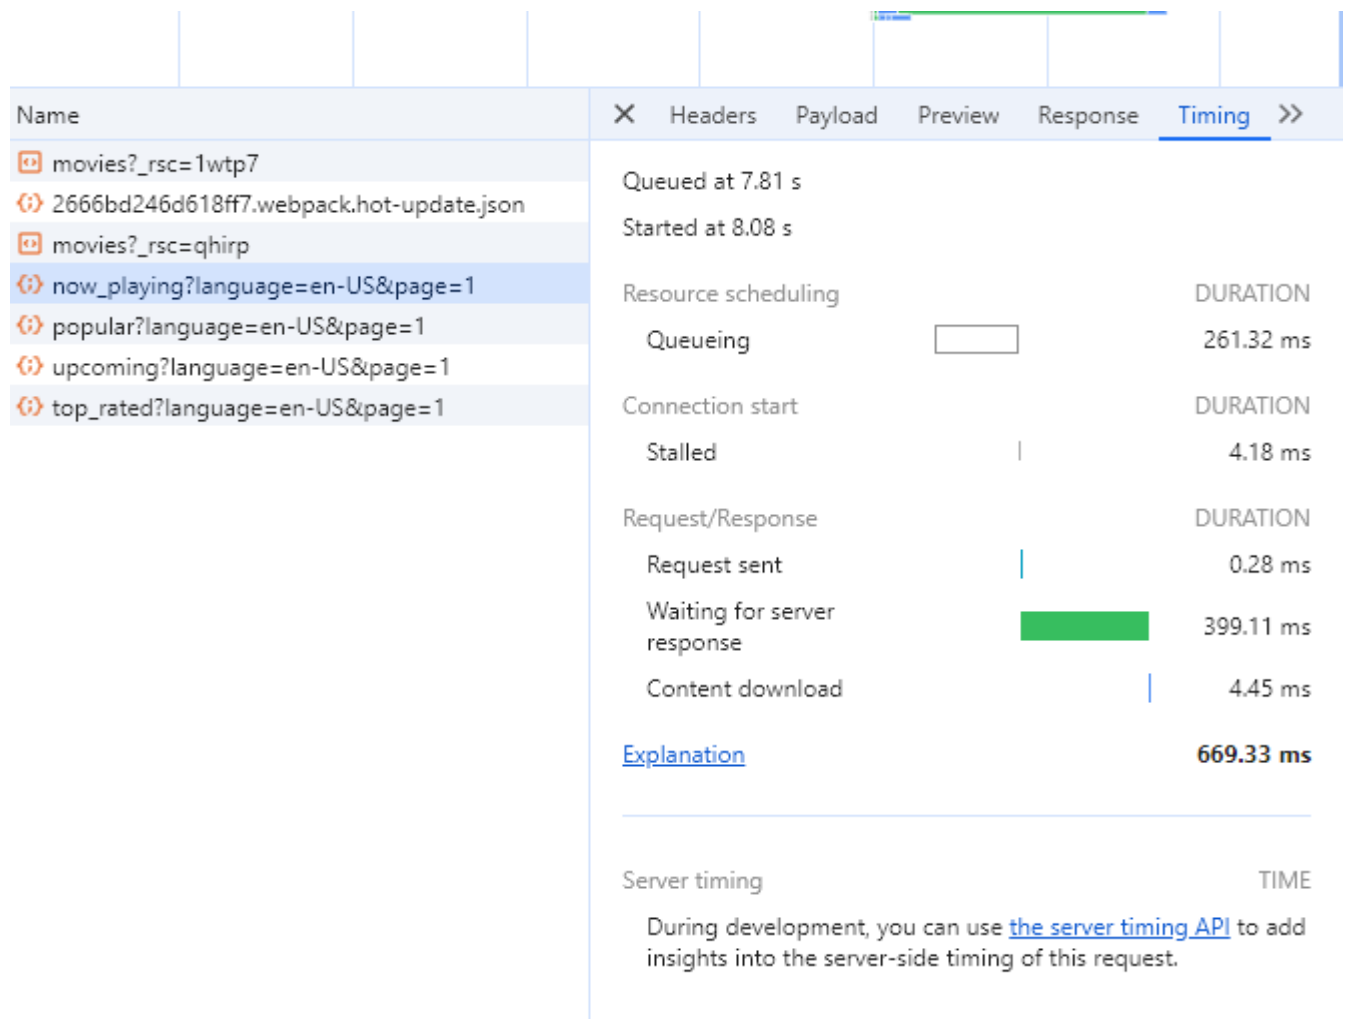 Name
movies?_rsc=1wtp7
2666bd246d618ff7.webpack.hot-update.json
movies?_rsc=qhirp
now_playing?language=en-US&page=1
popular?language=en-US&page=1
upcoming?language=en-US&page=1
top_rated?language=en-US&page=1
Headers Payload Preview Response Timing
Queued at 7.81 s
Started at 8.08 s
Resource scheduling DURATION
Queueing 261.32 ms
Connection start DURATION
Stalled 4.18 ms
Request/Response DURATION
Request sent 0.28 ms
Waiting for server
response 399.11 ms
Content download 4.45 ms
Explanation 669.33 ms
Server timing TIME
During development, you can use the server timing API to add
insights into the server-side timing of this request.